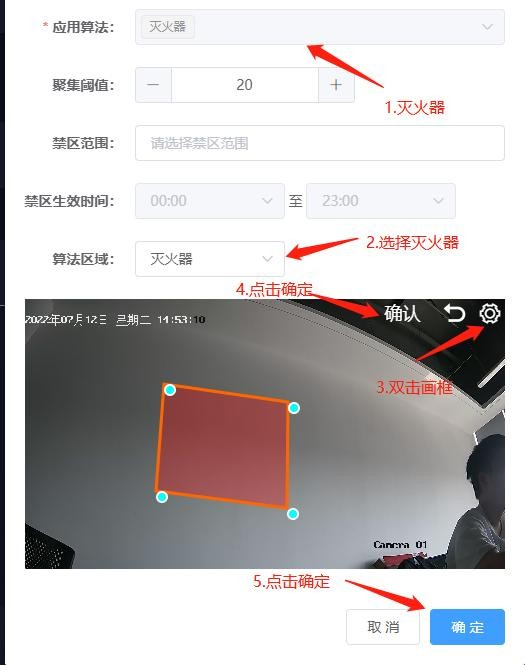 * 应用算法： 灭火器
1.灭火器
聚集阈值： — 20 +
禁区范围： 请选择禁区范围
禁区生效时间： 00:00 至 23:00
2.选择灭火器
算法区域： 灭火器
4.点击确定
2022年07月12日 星期二 14:53:10
确认
3.双击画框
Camera 01
5.点击确定
取 消 确 定